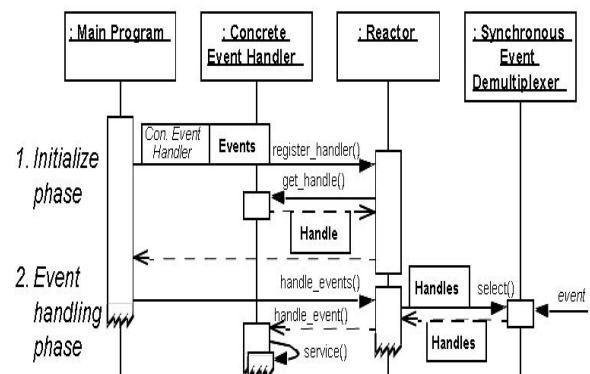 : Main Program
: Concrete
Event Handler
: Reactor
: Synchronous
Event
Demultiplexer
Con. Event
Handler
Events
register_handler()
1. Initialize
phase
get_handle()
Handle
2. Event
handling
phase
handle_events()
Handles
select()
event
handle_event()
Handles
service()